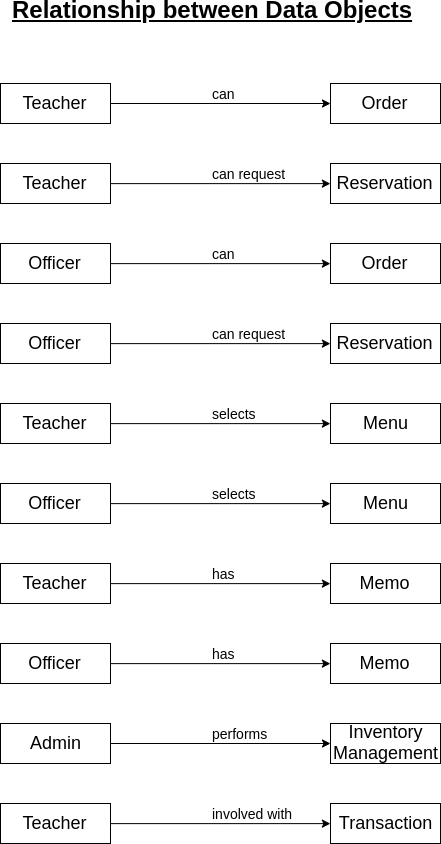 Relationship between Data Objects
Teacher can Order
Teacher can request Reservation
Officer can Order
Officer can request Reservation
Teacher selects Menu
Officer selects Menu
Teacher has Memo
Officer has Memo
Admin performs Inventory
Management
Teacher involved with Transaction